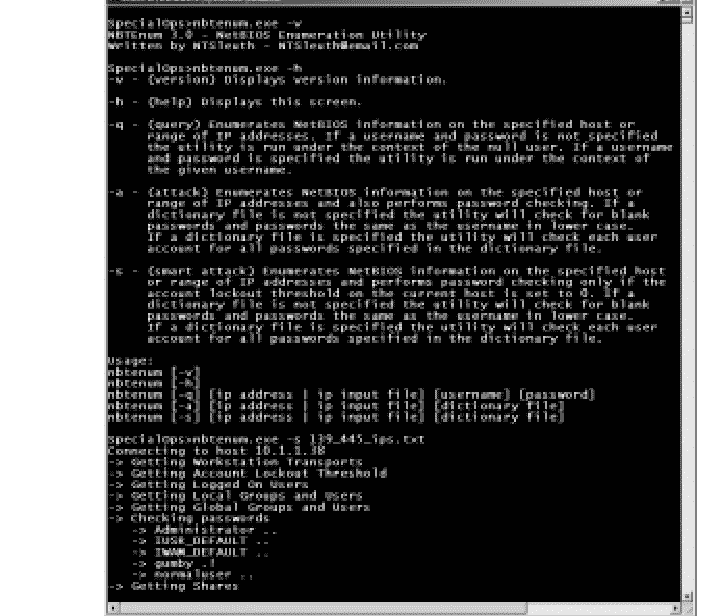 SpecialOps>nbtenum.exe -v
NBTEnum 3.0 - NetBIOS Enumeration Utility
Written by NTSleuth - NTSleuth@email.com
SpecialOps>nbtenum.exe -h
-v - (version) Displays version information.
-h - (help) Displays this screen.
-q - (query) Enumerates NetBIOS information on the specified host or
range of IP addresses. If a username and password is not specified
the utility is run under the context of the null user. If a username
and password is specified the utility is run under the context of
the given username.
-a - (attack) Enumerates NetBIOS information on the specified host or
range of IP addresses and also performs password checking. If a
dictionary file is not specified the utility will check for blank
passwords and passwords the same as the username in lower case.
If a dictionary file is specified the utility will check each user
account for all passwords specified in the dictionary file.
-s - (smart attack) Enumerates NetBIOS information on the specified host
or range of IP addresses and performs password checking only if the
account lockout threshold on the current host is set to 0. If a
dictionary file is not specified the utility will check for blank
passwords and passwords the same as the username in lower case.
If a dictionary file is specified the utility will check each user
account for all passwords specified in the dictionary file.
Usage:
nbtenum [-v]
nbtenum [-h]
nbtenum [-q] [ip address | ip input file] [username] [password]
nbtenum [-a] [ip address | ip input file] [dictionary file]
nbtenum [-s] [ip address | ip input file] [dictionary file]
SpecialOps>nbtenum.exe -s 139_445_ips.txt
Connecting to host 10.1.1.38
-> Getting Workstation Transports
-> Getting Account Lockout Threshold
-> Getting Logged On Users
-> Getting Local Groups and Users
-> Getting Global Groups and Users
-> Checking passwords
-> Administrator ..
-> IUSR_DEFAULT ..
-> IWAM_DEFAULT ..
-> gumby .!
-> normaluser ..
-> Getting Shares